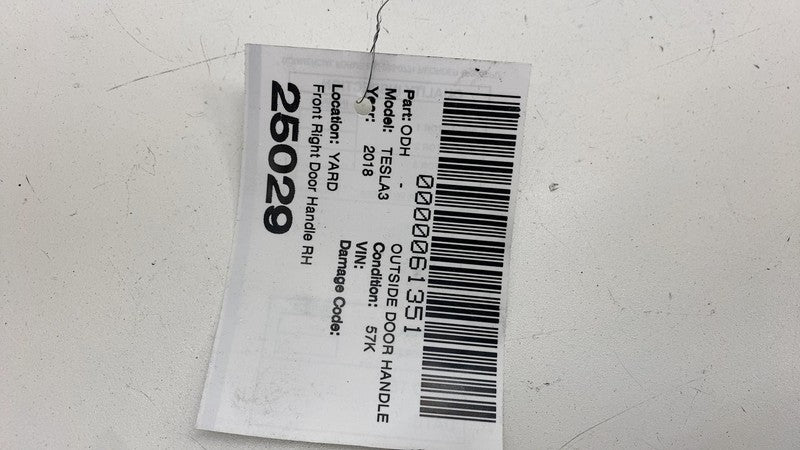 0000061351
Part: ODH - OUTSIDE DOOR HANDLE
Model: TESLA3 Condition: 57K
Year: 2018 VIN:
Damage Code:
Location: YARD
Front Right Door Handle RH
25029